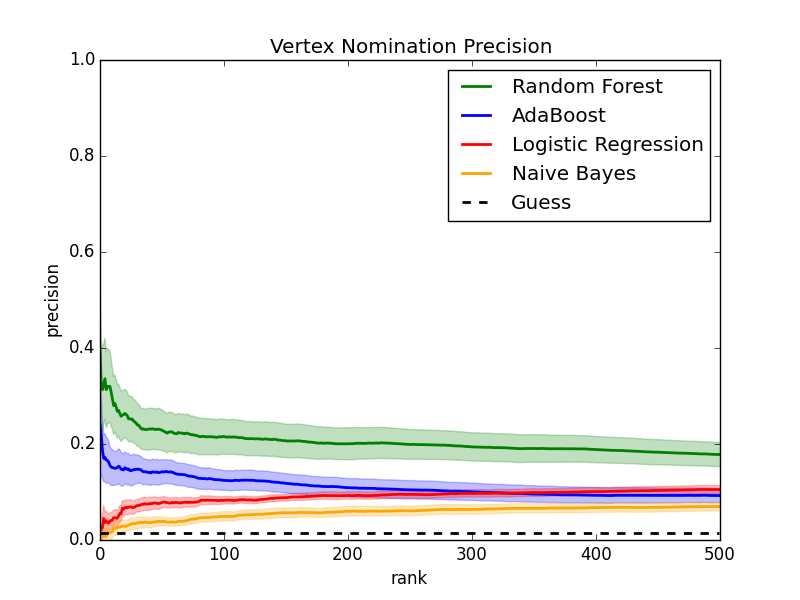 Vertex Nomination Precision
1.0
0.8
0.6
0.4
0.2
0.0
precision
Random Forest
AdaBoost
Logistic Regression
Naive Bayes
Guess
0 100 200 300 400 500
rank